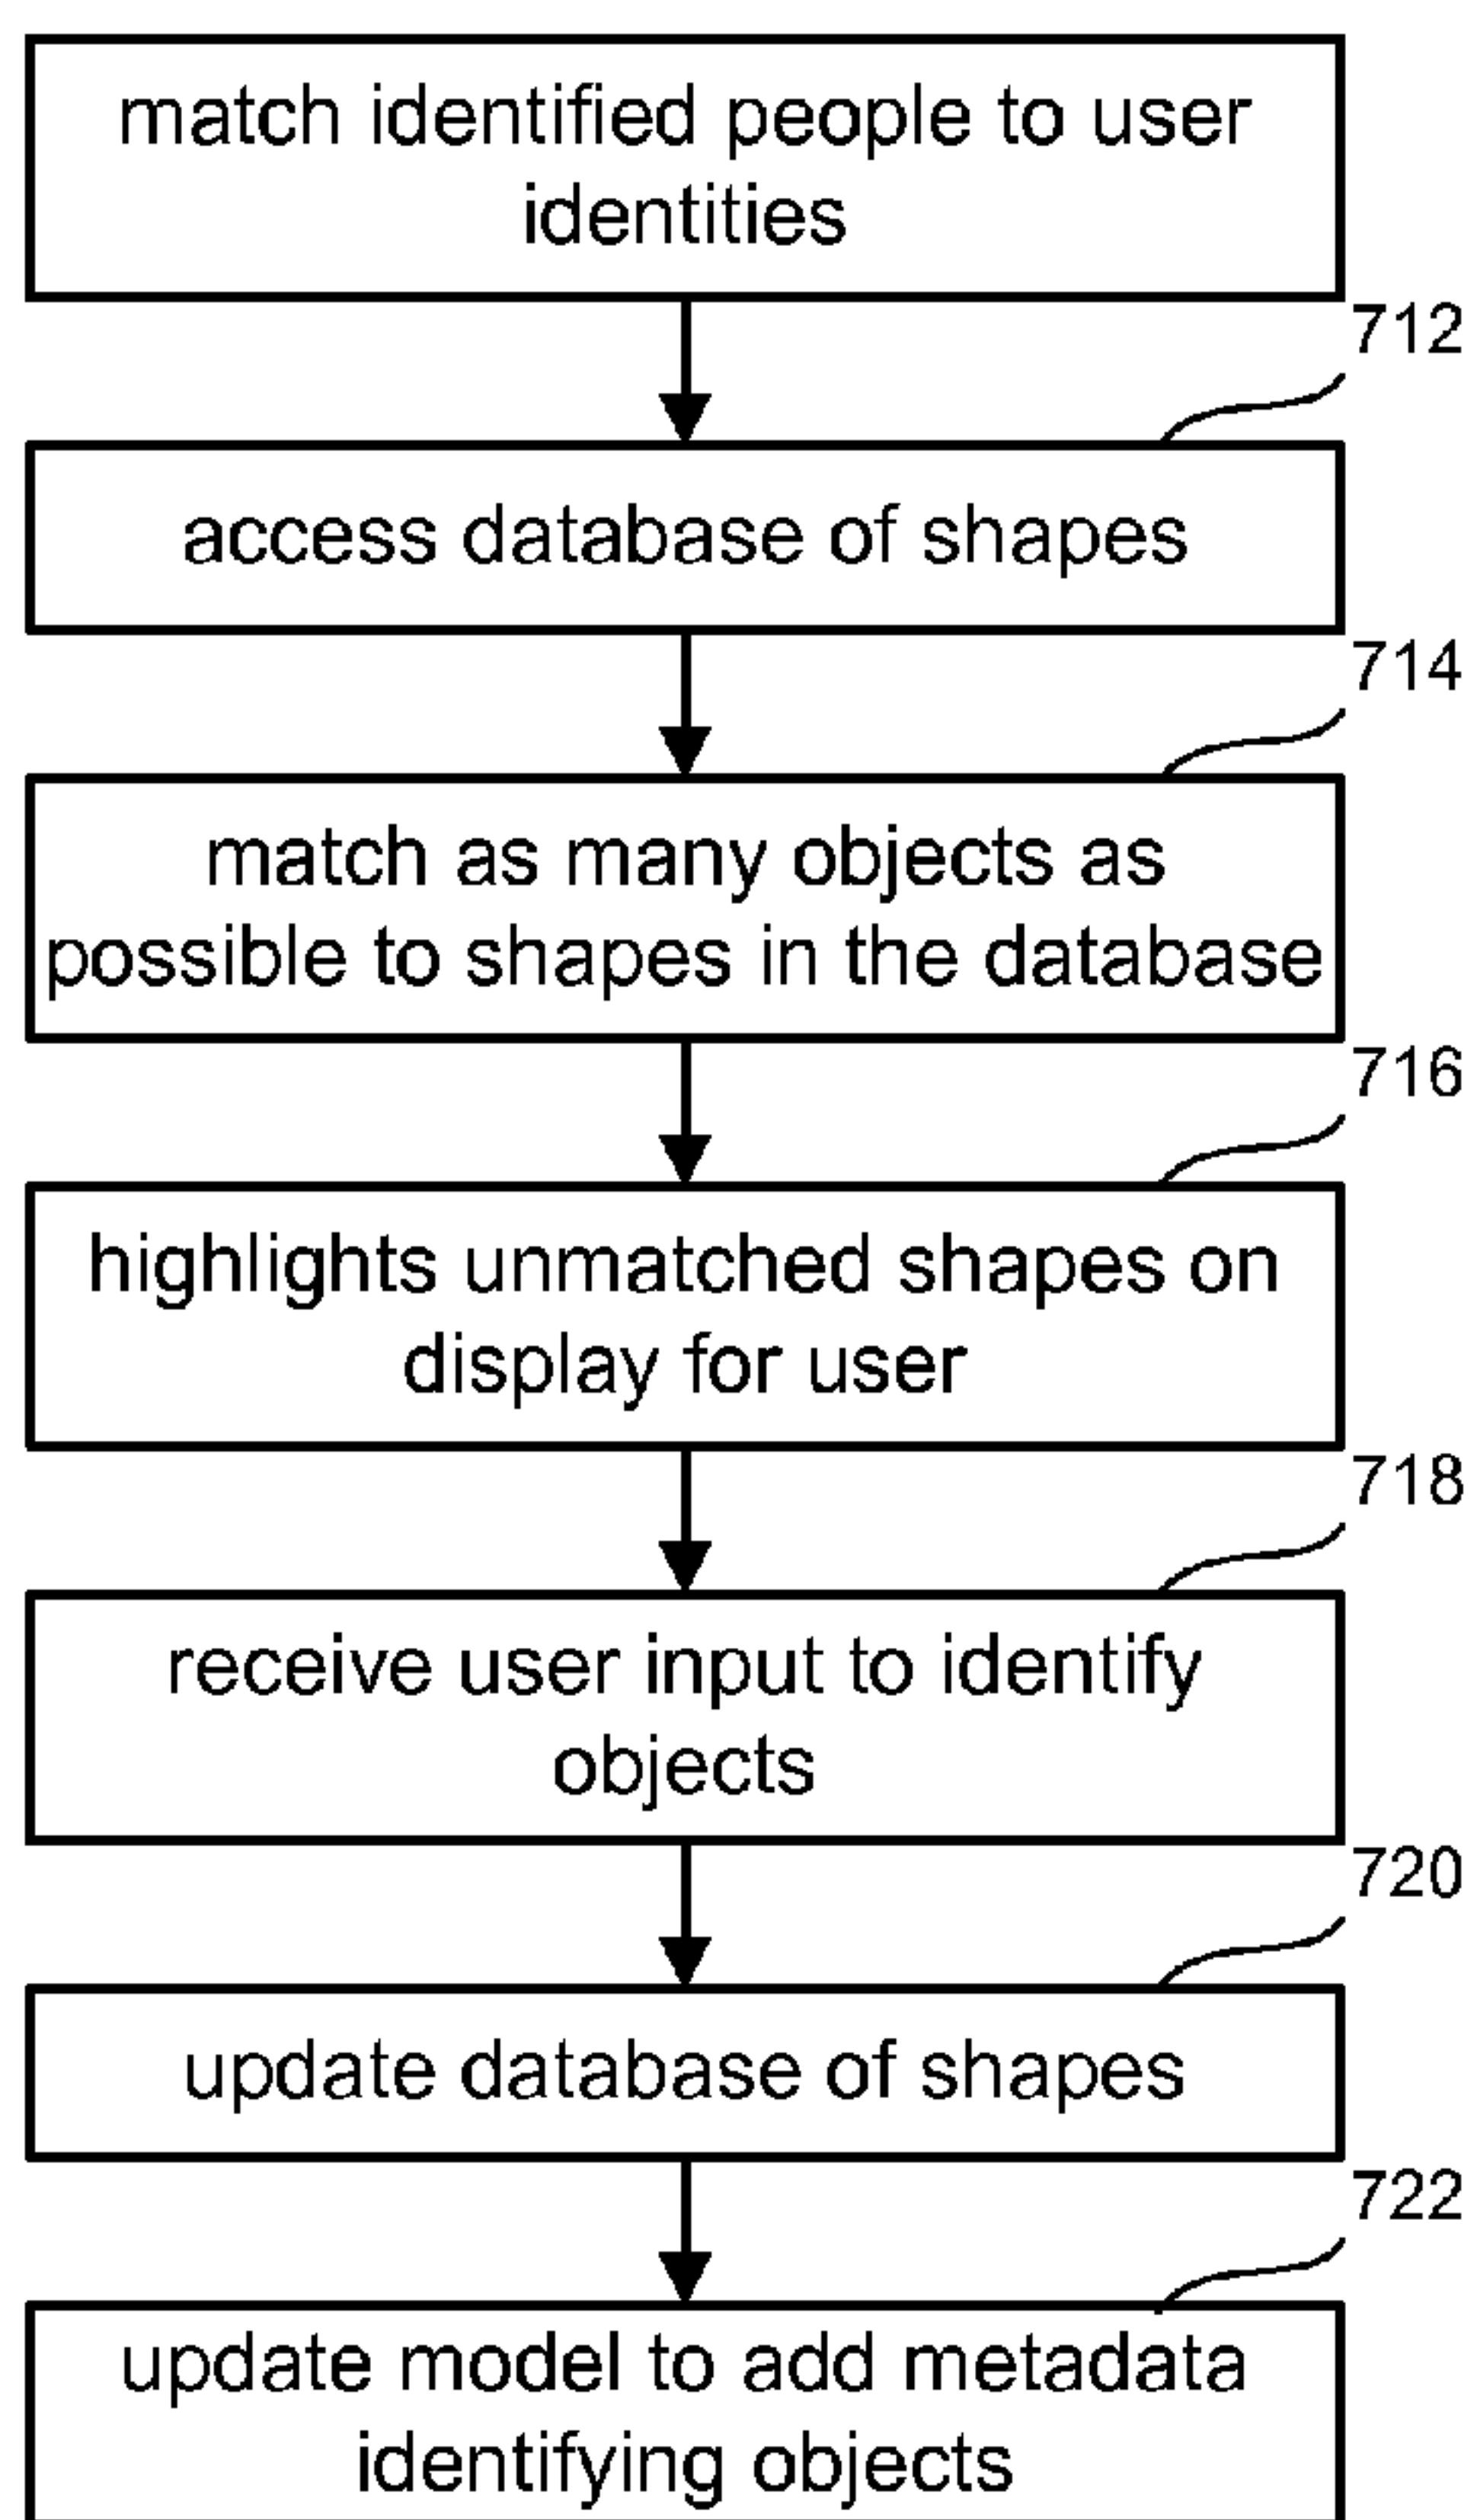 match identified people to user
identities
712
access database of shapes
714
match as many objects as
possible to shapes in the database
716
highlights unmatched shapes on
display for user
718
receive user input to identify
objects
720
update database of shapes
722
update model to add metadata
identifying objects